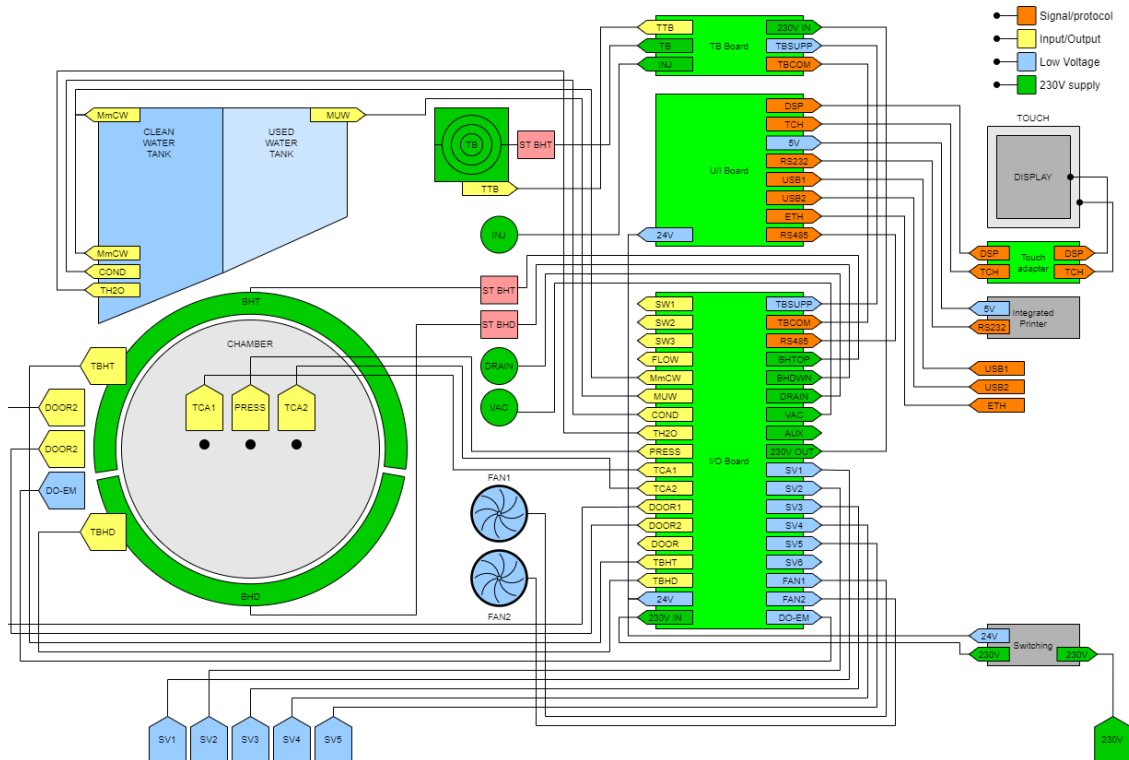 TTB
TB
INJ
230V IN
TBSUPP
TBCOM
TB Board
Signal/protocol
Input/Output
Low Voltage
230V supply
MmCW
CLEAN
WATER
TANK
USED
WATER
TANK
MUW
TB
ST BHT
TTB
INJ
U/I Board
DSP
TCH
5V
RS232
USB1
USB2
ETH
RS485
24V
TOUCH
DISPLAY
DSP
TCH
Touch
adapter
DSP
TCH
5V
RS232
Integrated
Printer
USB1
USB2
ETH
MmCW
COND
TH2O
BHT
CHAMBER
TBHT
DOOR2
DOOR2
DO-EM
TBHD
TCA1
PRESS
TCA2
BHD
ST BHT
ST BHD
DRAIN
VAC
FAN1
FAN2
SW1
SW2
SW3
FLOW
MmCW
MUW
COND
TH2O
PRESS
TCA1
TCA2
DOOR1
DOOR2
DOOR
TBHT
TBHD
24V
230V IN
I/O Board
TBSUPP
TBCOM
RS485
BHTOP
BHDWN
DRAIN
VAC
AUX
230V OUT
SV1
SV2
SV3
SV4
SV5
SV6
FAN1
FAN2
DO-EM
24V
230V
Switching
230V
SV1
SV2
SV3
SV4
SV5
230V